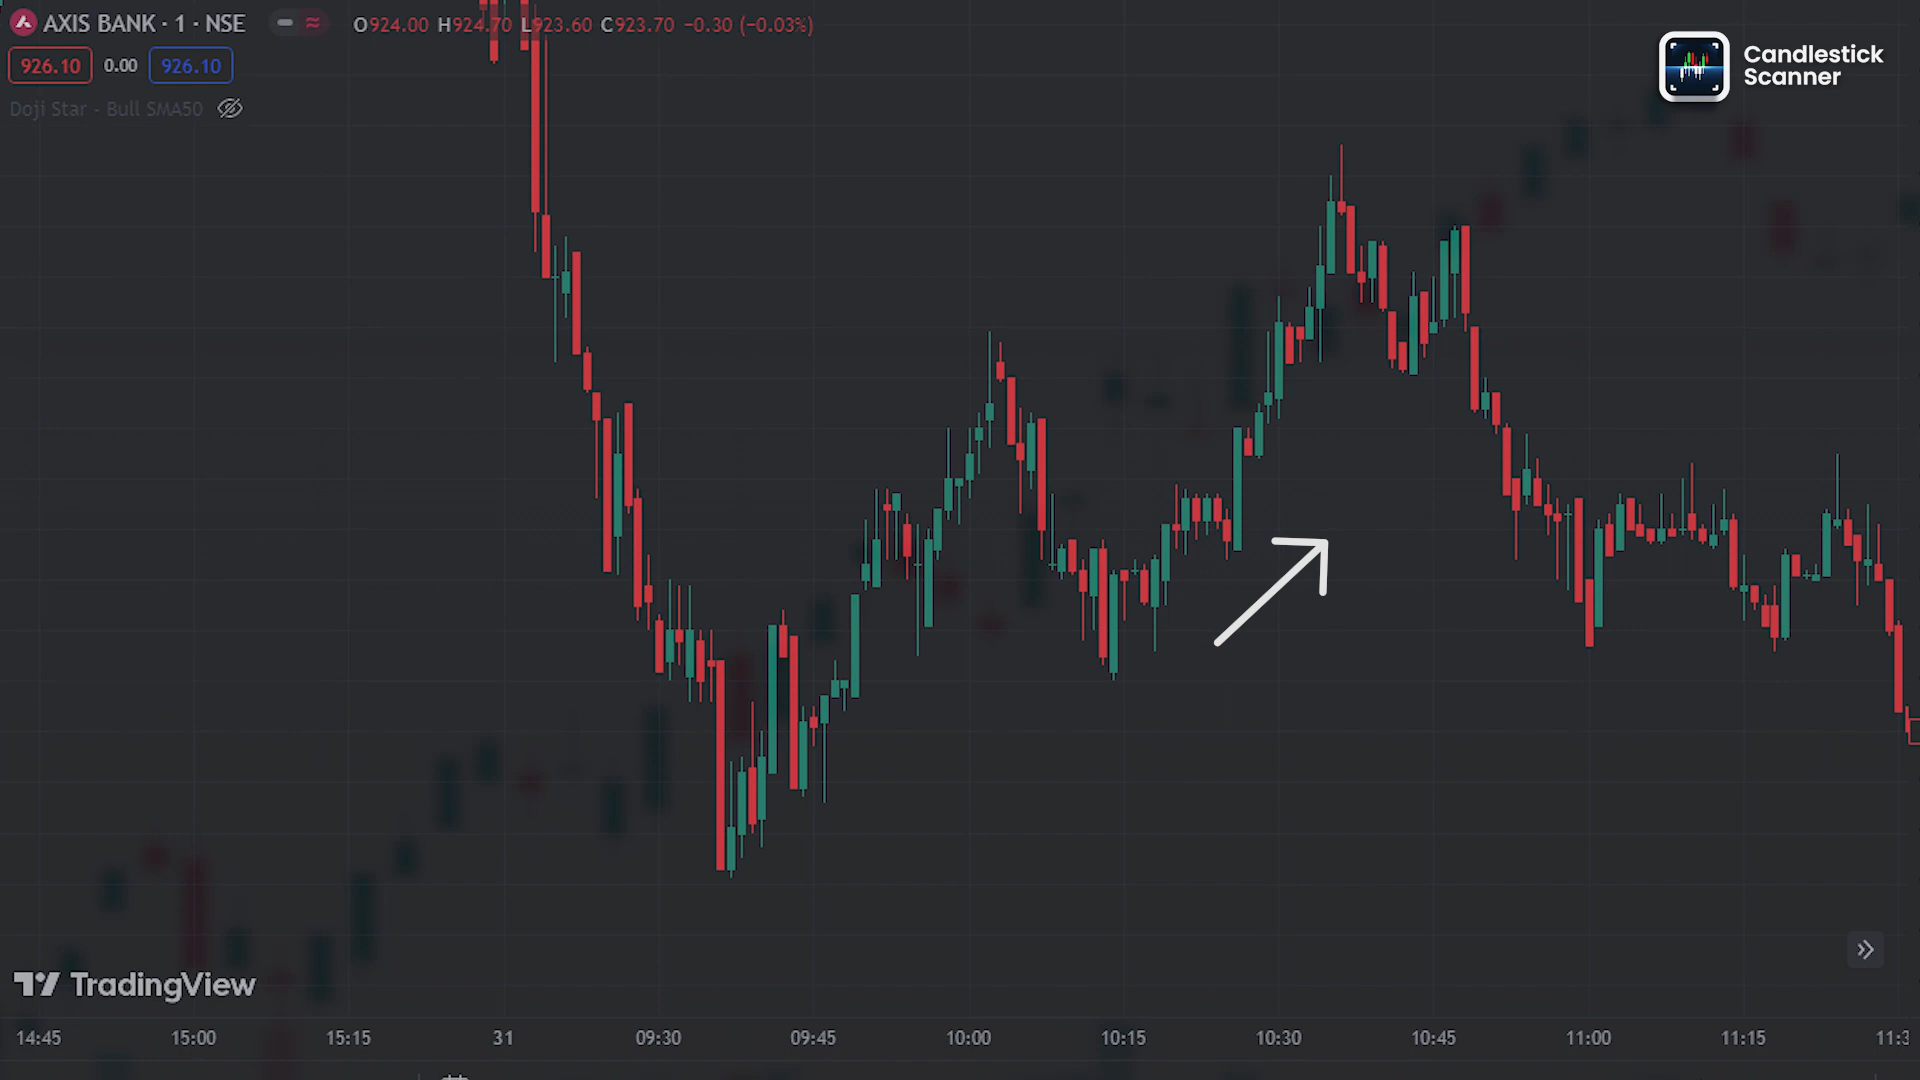 AXIS BANK · 1 · NSE
O924.00 H924.70 L923.60 C923.70 −0.30 (−0.03%)
926.10 0.00 926.10
Doji Star - Bull SMA50
Candlestick
Scanner
TradingView
14:45 15:00 15:15 31 09:30 09:45 10:00 10:15 10:30 10:45 11:00 11:15